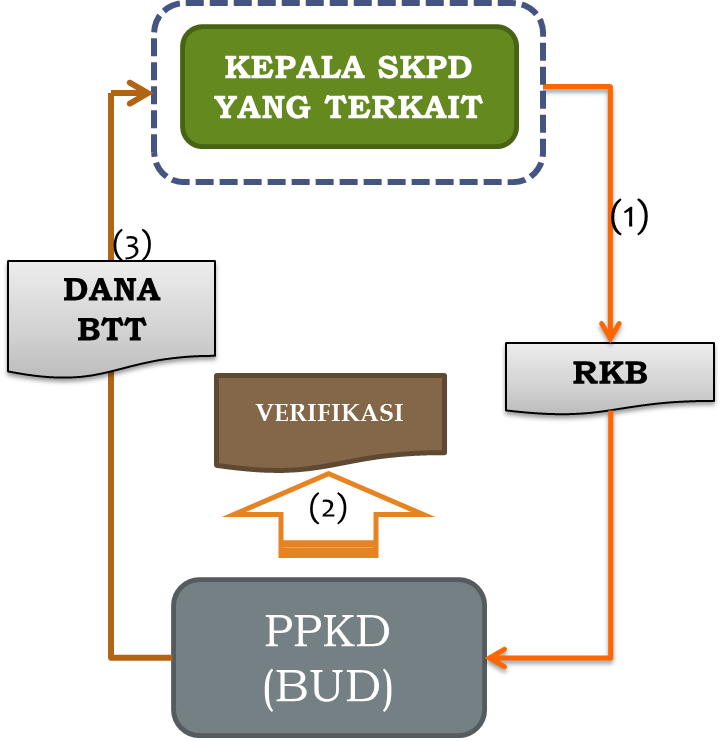 KEPALA SKPD
YANG TERKAIT
(1)
(3)
DANA
BTT
RKB
VERIFIKASI
(2)
PPKD
(BUD)